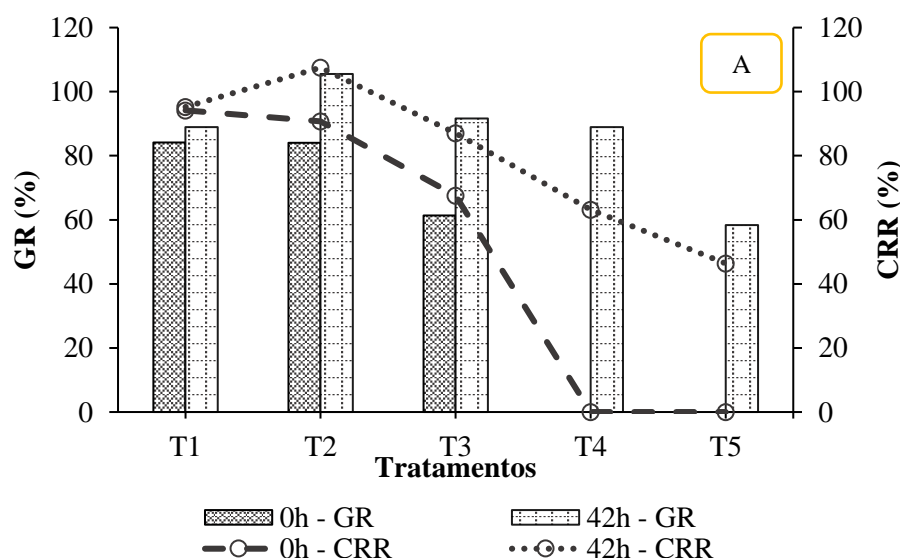 120 120
A
100 100
80 80
GR (%)
CRR (%)
60 60
40 40
20 20
0 0
T1 T2 T3 T4 T5
Tratamentos
0h - GR 42h - GR
0h - CRR 42h - CRR